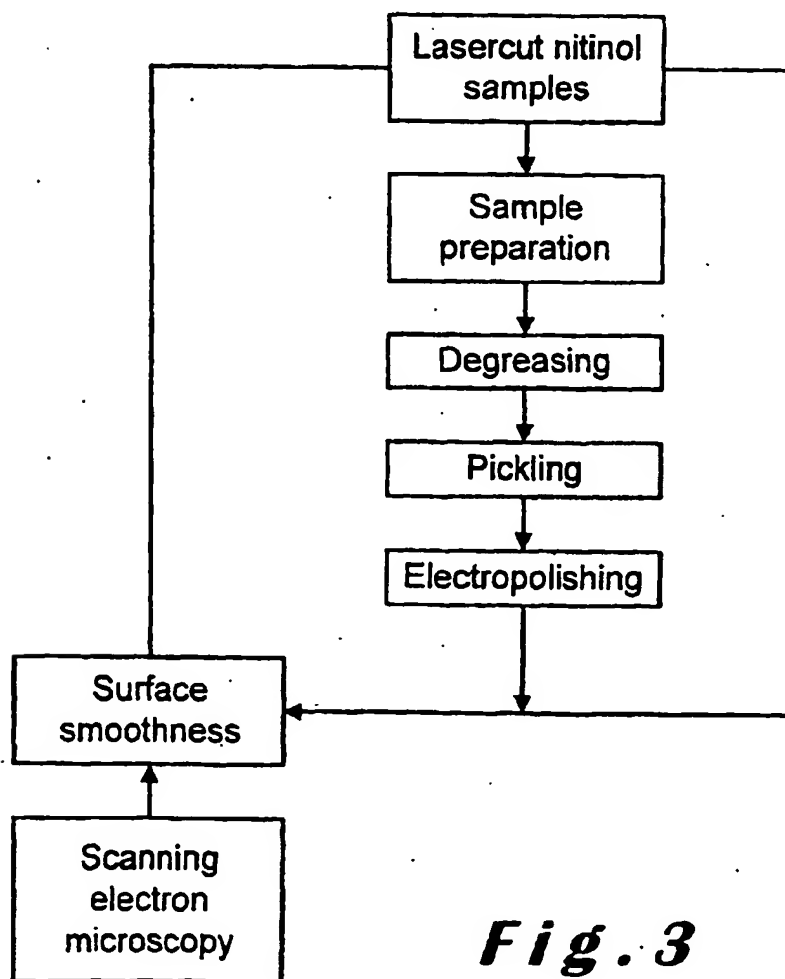 Lasercut nitinol
samples
Sample
preparation
Degreasing
Pickling
Electropolishing
Surface
smoothness
Scanning
electron
microscopy
Fig. 3